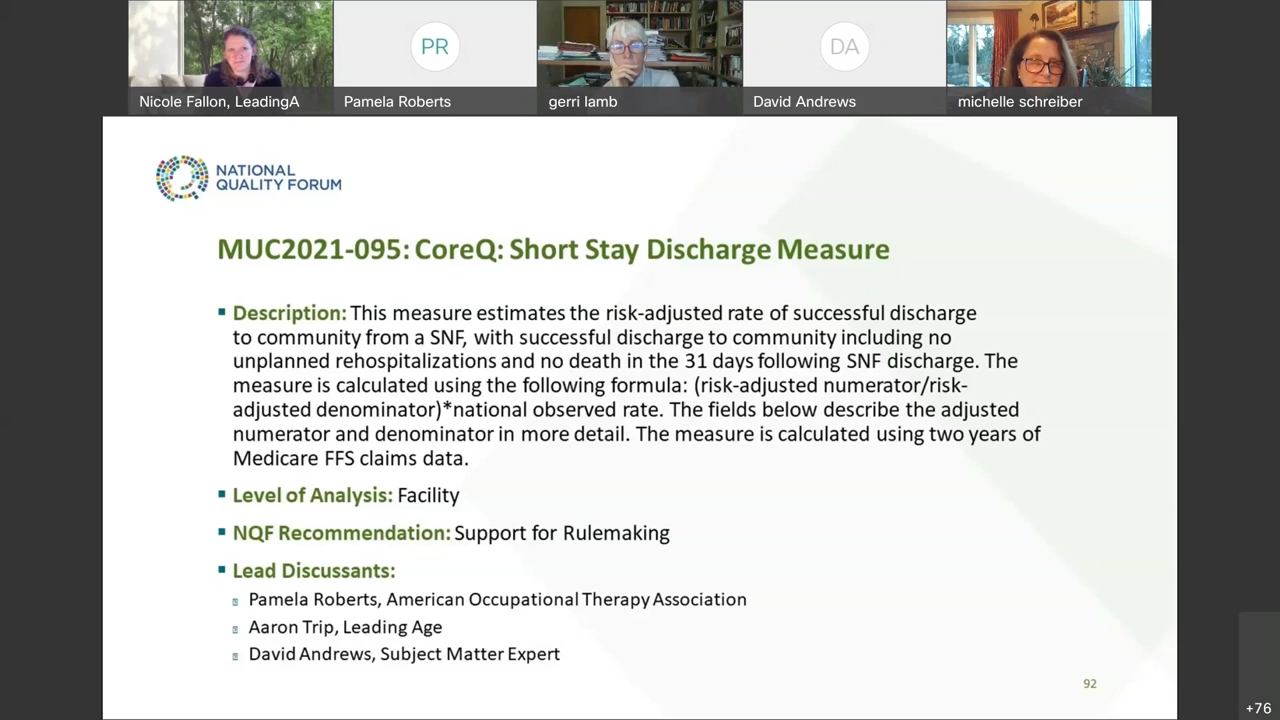 PR
DA
Nicole Fallon, LeadingA
Pamela Roberts
gerri lamb
David Andrews
michelle schreiber
NATIONAL
QUALITY FORUM
MUC2021-095: CoreQ: Short Stay Discharge Measure
Description: This measure estimates the risk-adjusted rate of successful discharge
to community from a SNF, with successful discharge to community including no
unplanned rehospitalizations and no death in the 31 days following SNF discharge. The
measure is calculated using the following formula: (risk-adjusted numerator/risk-
adjusted denominator)*national observed rate. The fields below describe the adjusted
numerator and denominator in more detail. The measure is calculated using two years of
Medicare FFS claims data.
Level of Analysis: Facility
NQF Recommendation: Support for Rulemaking
Lead Discussants:
Pamela Roberts, American Occupational Therapy Association
Aaron Trip, Leading Age
David Andrews, Subject Matter Expert
92
+76